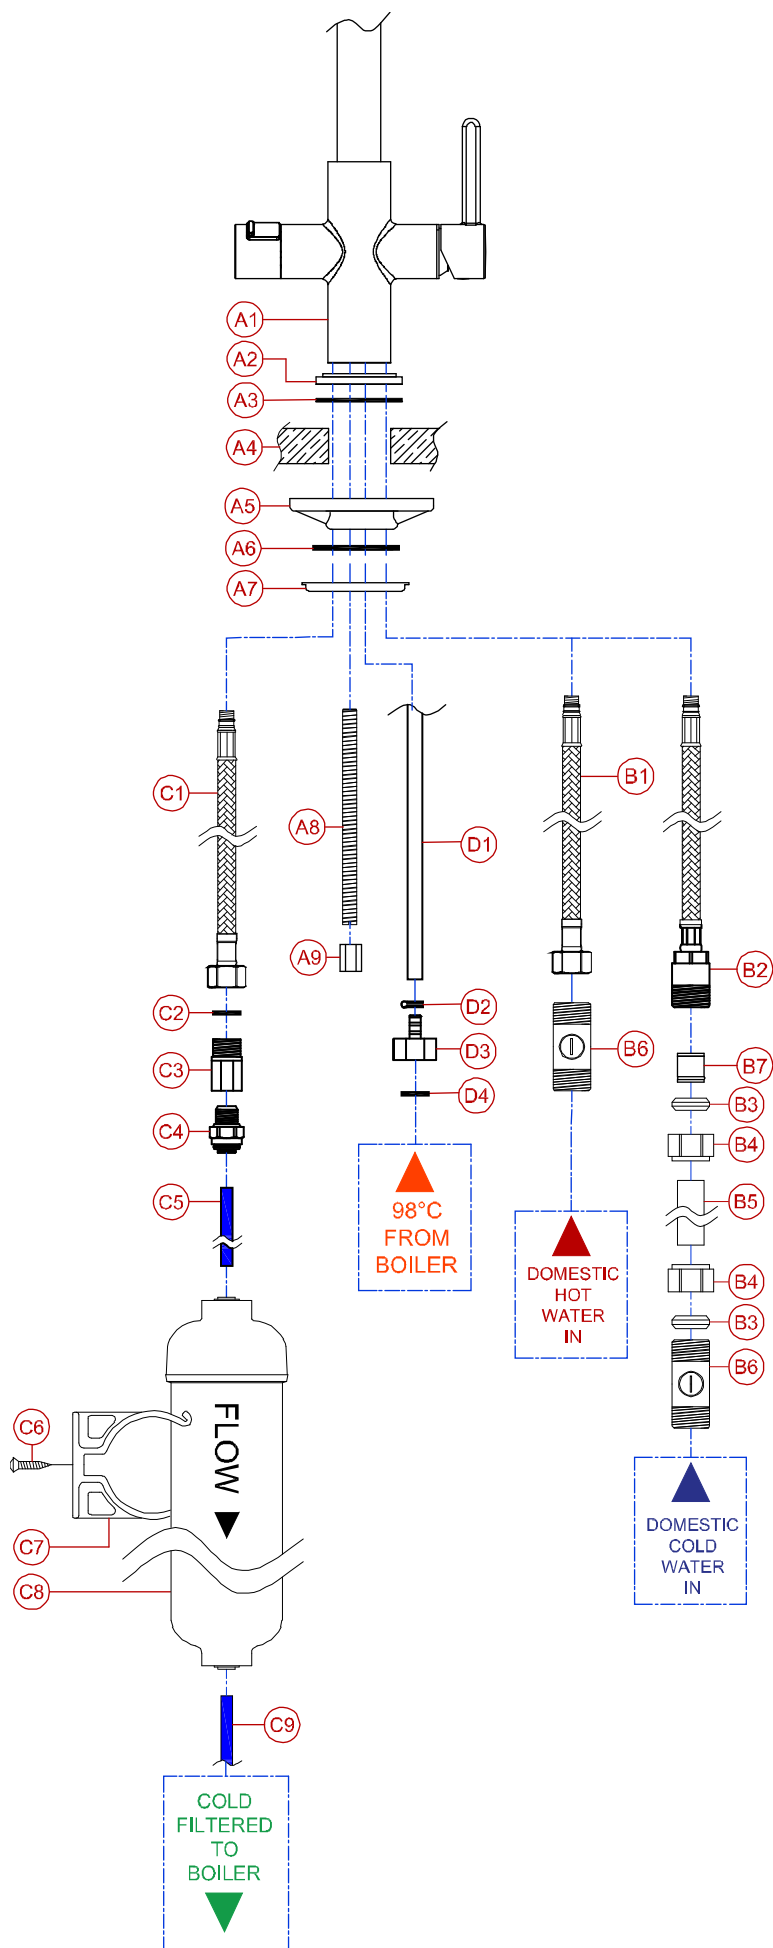 A1
A2
A3
A4
A5
A6
A7
C1
B1
A8
D1
A9
B2
D2
C2
D3
B6
B7
D4
B3
C3
C4
B4
C5
B5
98°C
FROM
BOILER
DOMESTIC
HOT
WATER
IN
B4
B3
B6
FLOW
C6
C7
C8
DOMESTIC
COLD
WATER
IN
C9
COLD
FILTERED
TO
BOILER